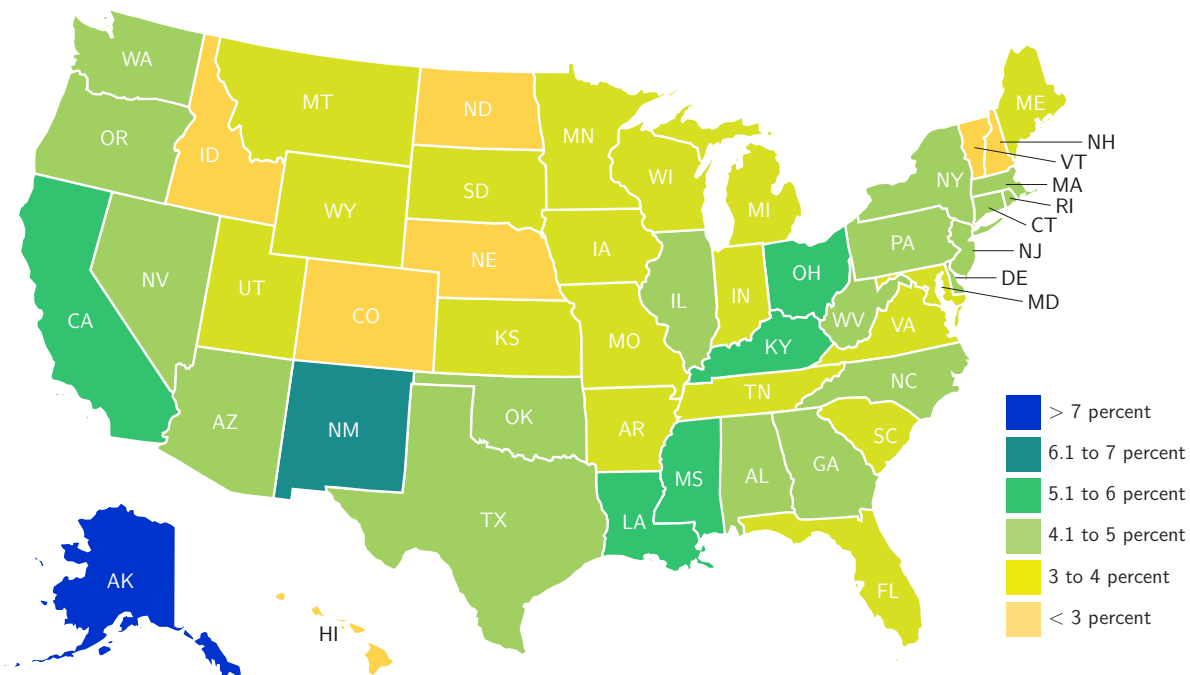 WA
ME
MT
ND
OR
MN
NH
ID
VT
WI
NY
MA
SD
RI
WY
MI
CT
PA
IA
NJ
NE
OH
DE
NV
UT
IL
IN
MD
CO
CA
WV
VA
KS
MO
KY
NC
TN
> 7 percent
OK
AZ
NM
AR
SC
6.1 to 7 percent
GA
AL
MS
5.1 to 6 percent
TX
LA
4.1 to 5 percent
AK
3 to 4 percent
FL
< 3 percent
HI